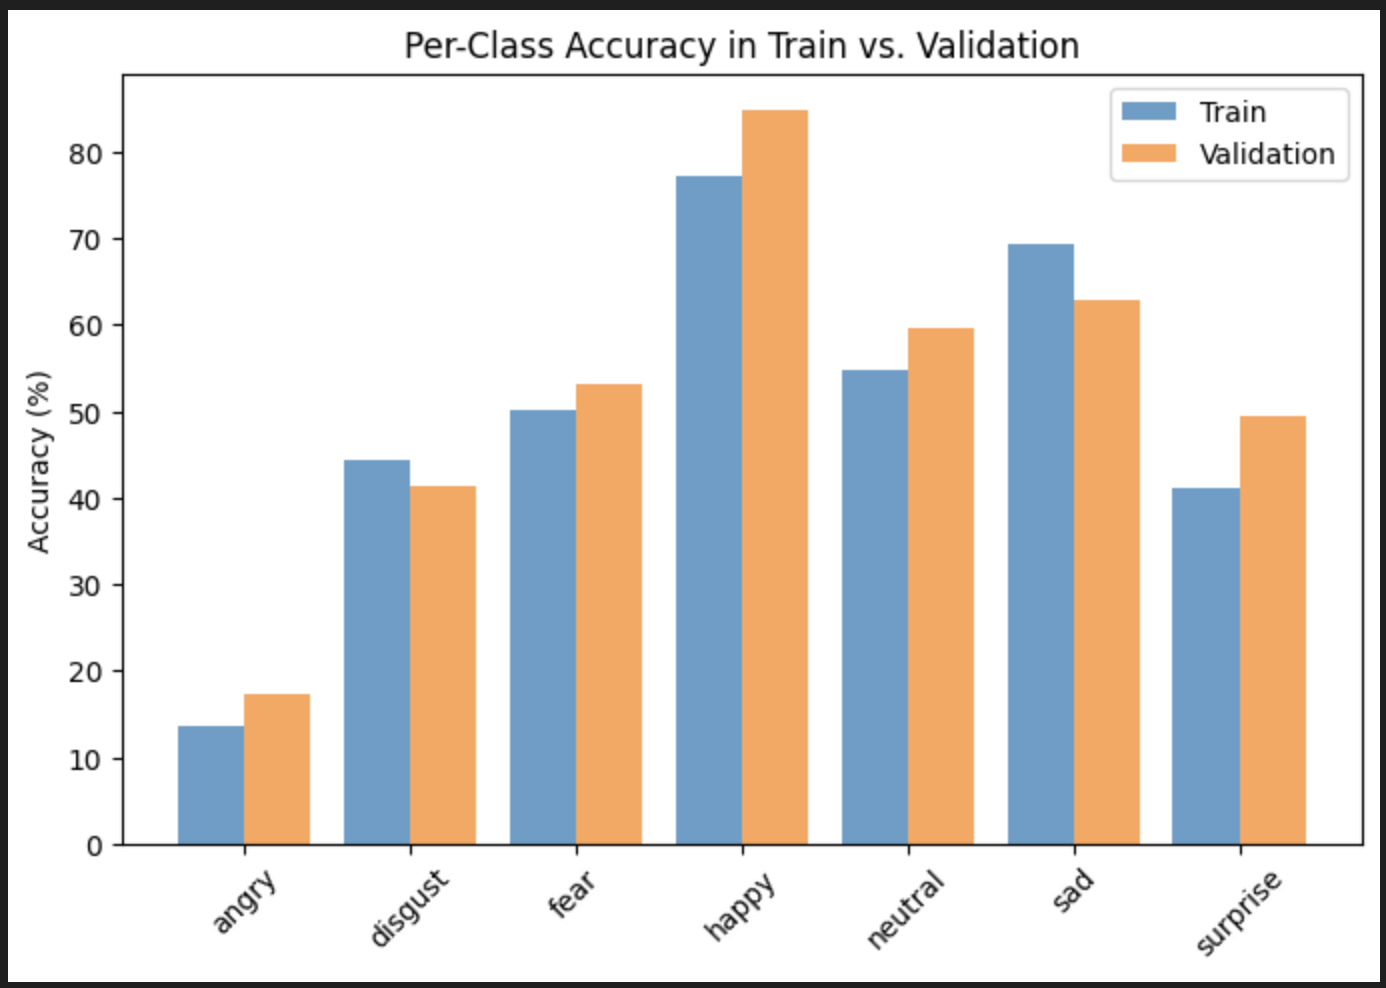 Per-Class Accuracy in Train vs. Validation
Train
Validation
Accuracy (%)
80
70
60
50
40
30
20
10
0
angry
disgust
fear
happy
neutral
sad
surprise